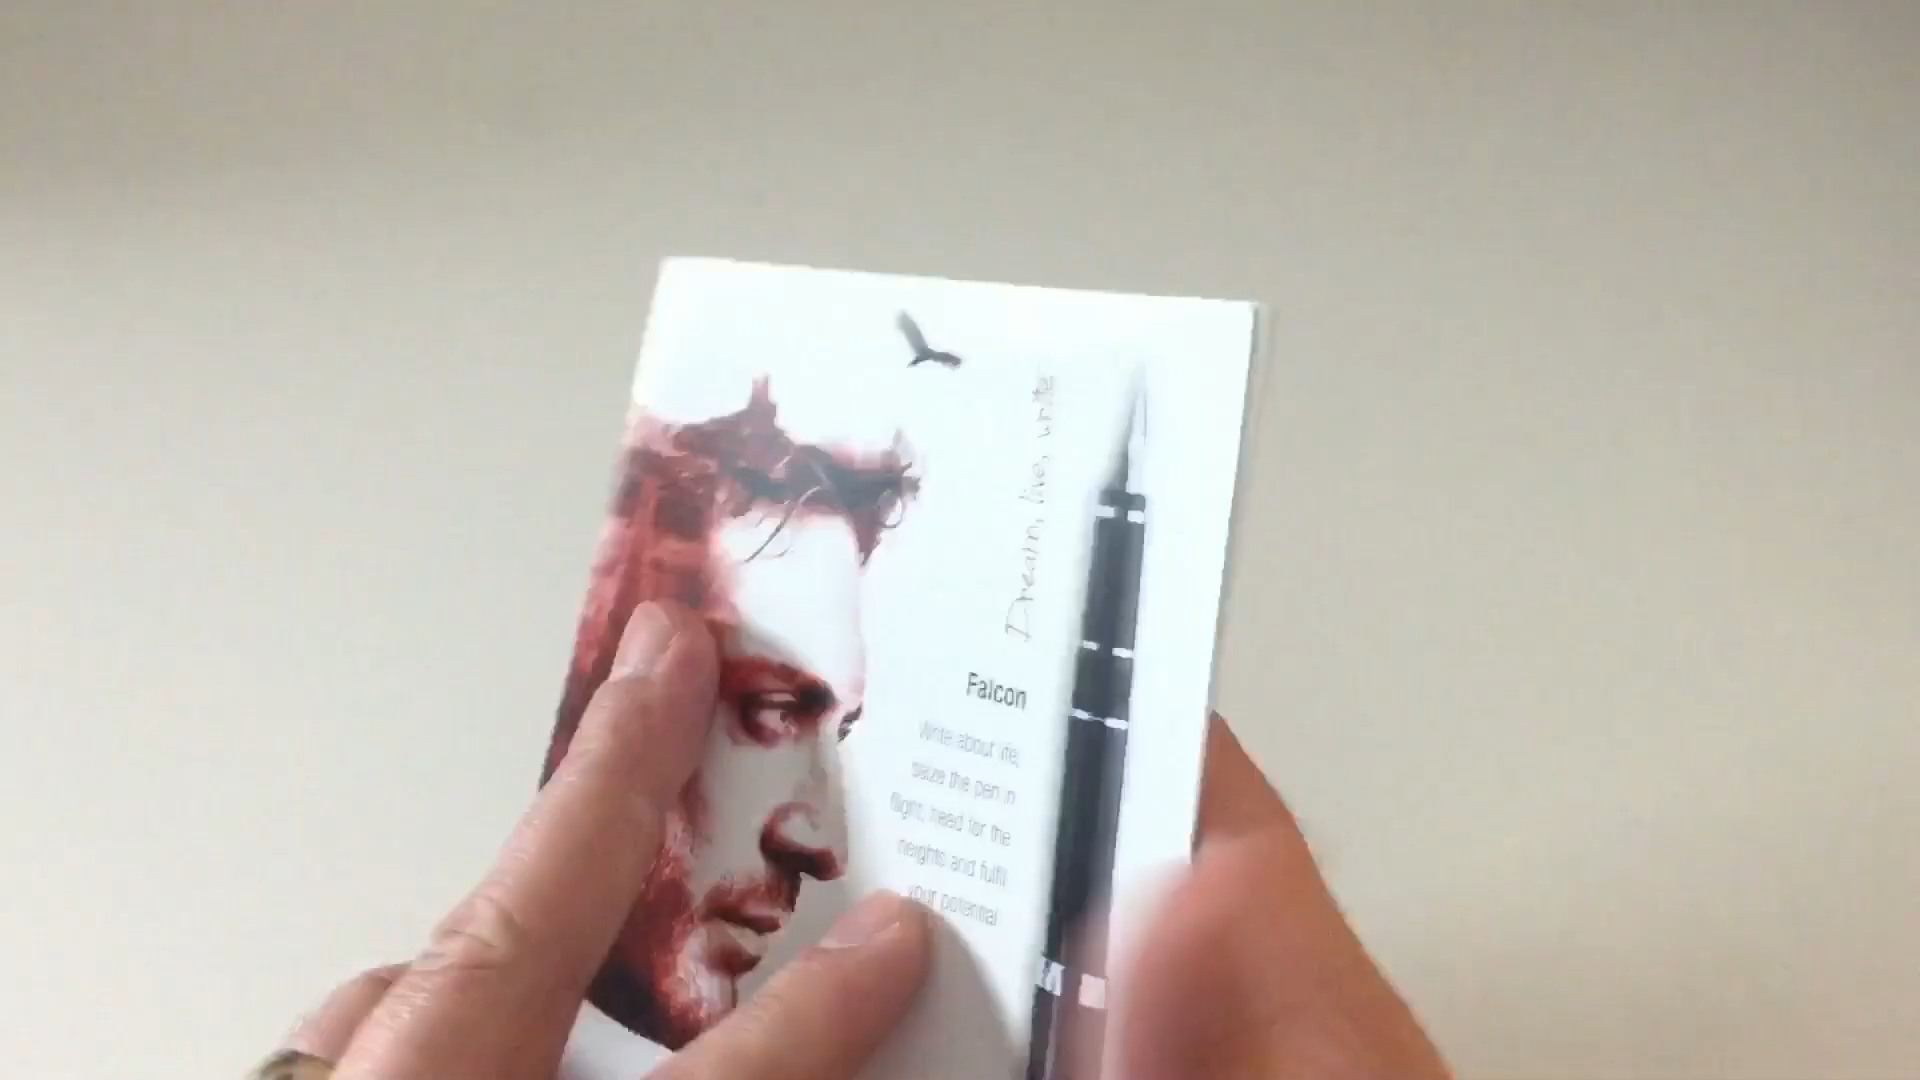 Dream, live, write
Falcon
Write about life,
seize the pen in
flight, head for the
heights and fulfil
your potential